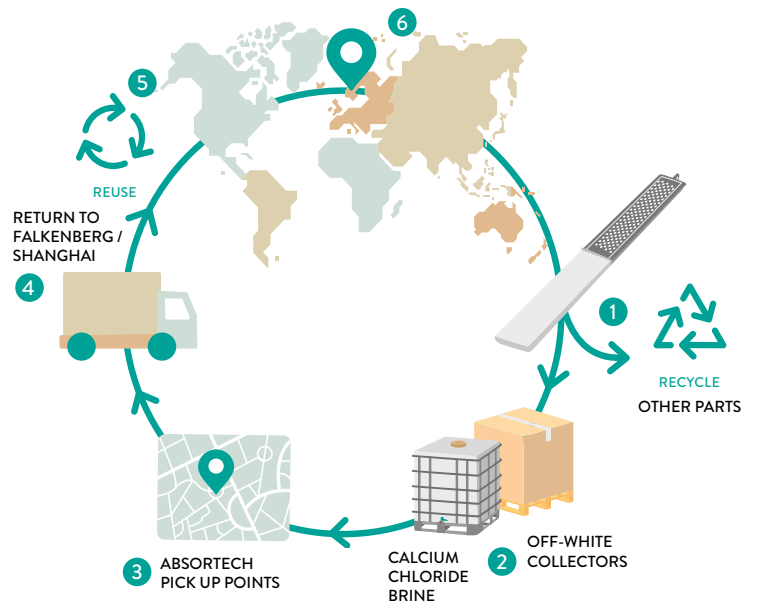 6
5
REUSE
RETURN TO
FALKENBERG /
SHANGHAI
4
1
RECYCLE
OTHER PARTS
2
OFF-WHITE
COLLECTORS
CALCIUM
CHLORIDE
BRINE
3
ABSORTECH
PICK UP POINTS